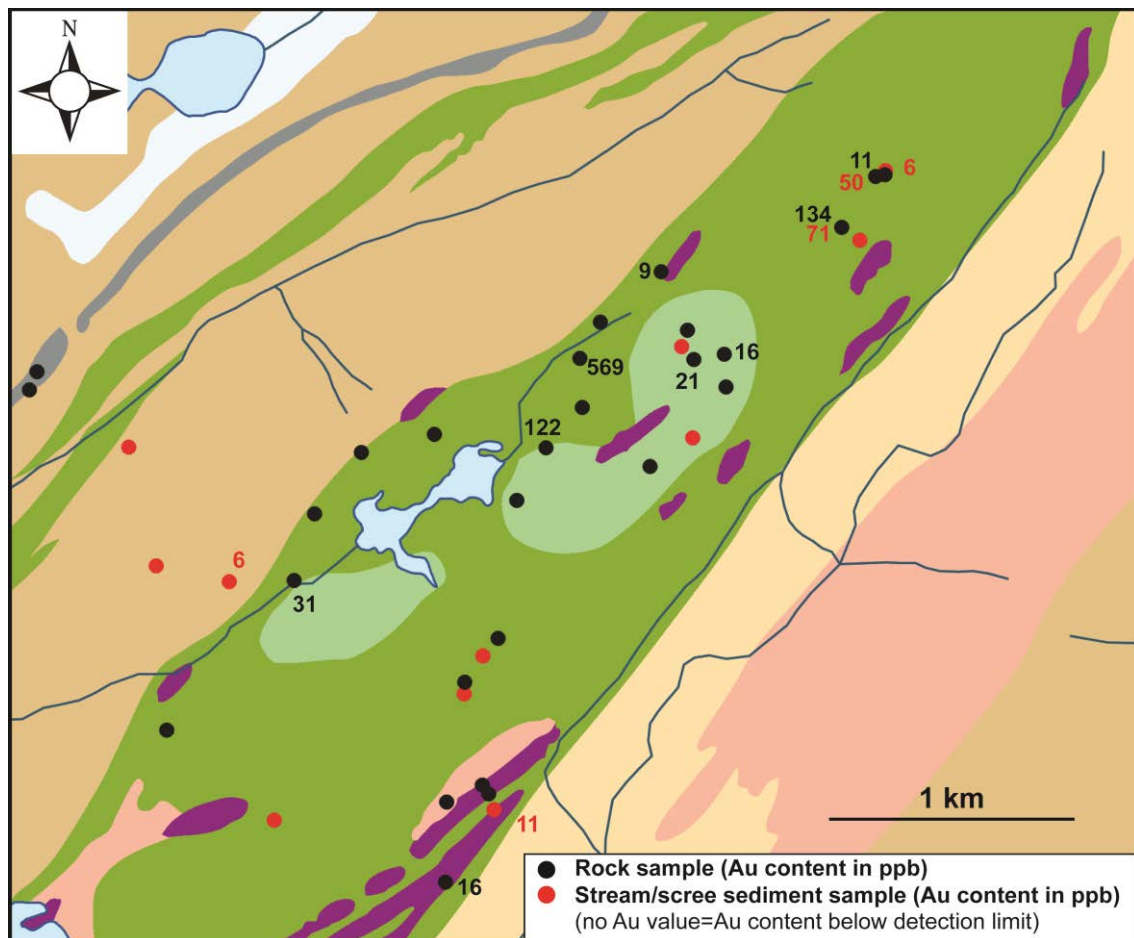 N
11
6
50
134
71
9
16
569
21
122
6
31
1 km
11
16
Rock sample (Au content in ppb)
Stream/scree sediment sample (Au content in ppb)
(no Au value=Au content below detection limit)